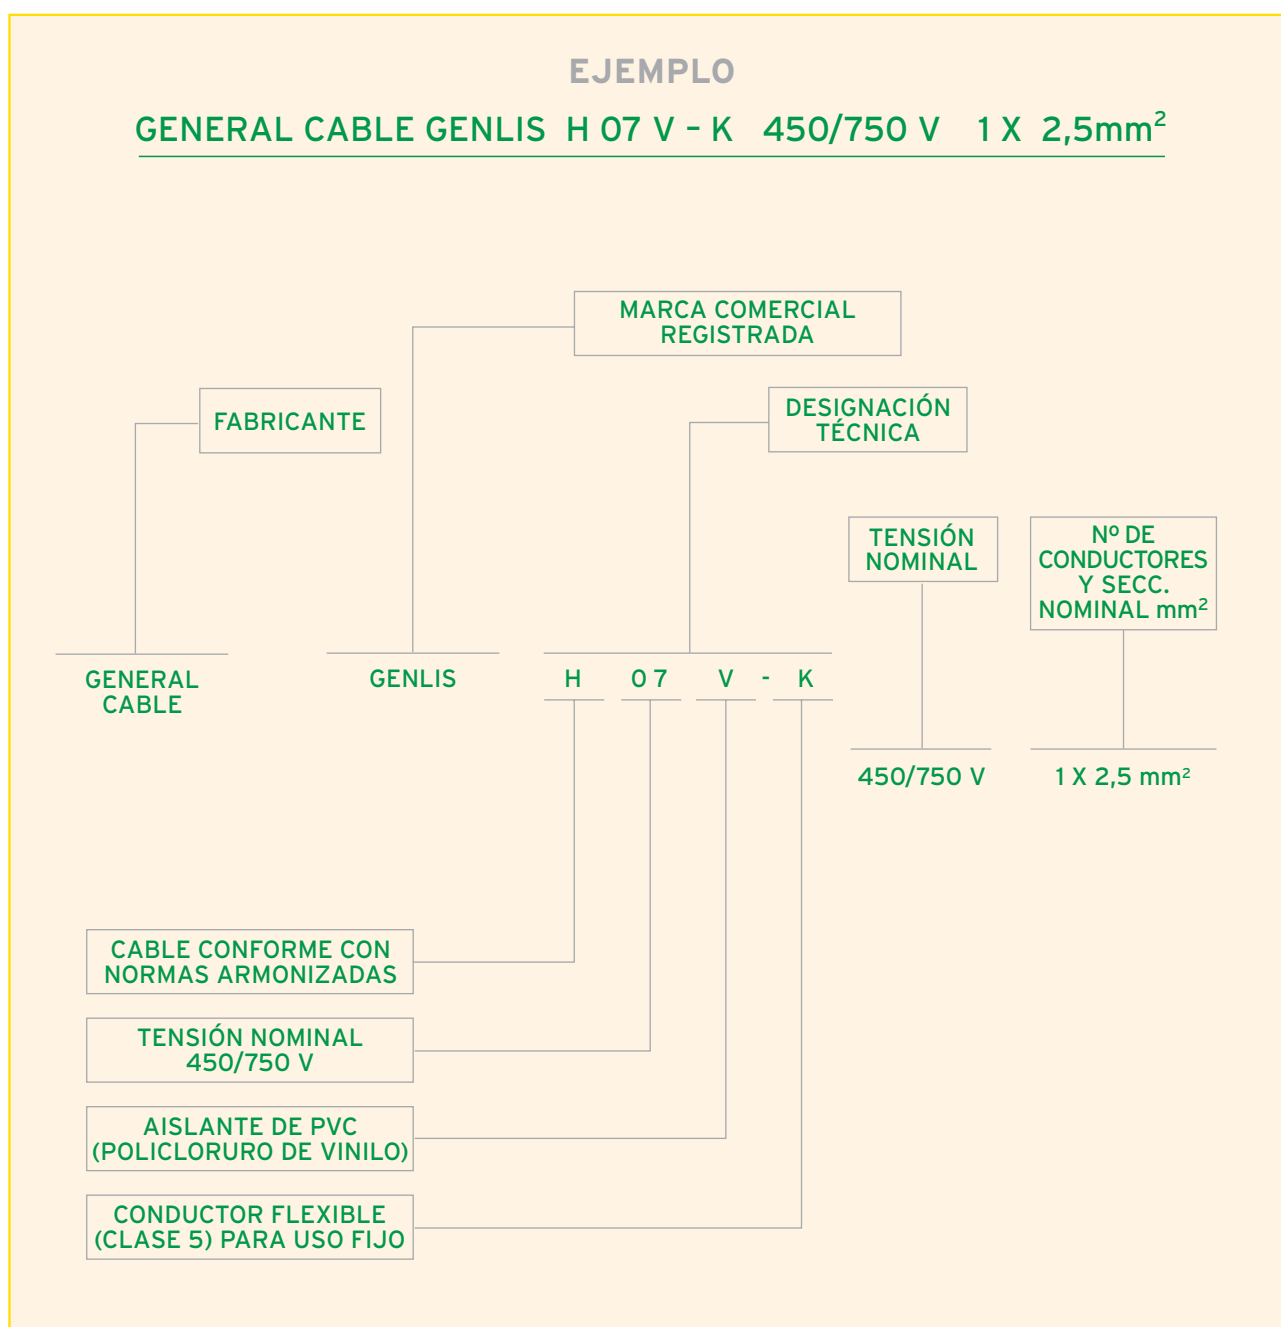 EJEMPLO
GENERAL CABLE GENLIS H 07 V – K 450/750 V 1 X 2,5mm²
MARCA COMERCIAL
REGISTRADA
FABRICANTE
DESIGNACIÓN
TÉCNICA
TENSIÓN
NOMINAL
Nº DE
CONDUCTORES
Y SECC.
NOMINAL mm²
GENERAL
CABLE
GENLIS
H 0 7 V - K
450/750 V
1 X 2,5 mm²
CABLE CONFORME CON
NORMAS ARMONIZADAS
TENSIÓN NOMINAL
450/750 V
AISLANTE DE PVC
(POLICLORURO DE VINILO)
CONDUCTOR FLEXIBLE
(CLASE 5) PARA USO FIJO